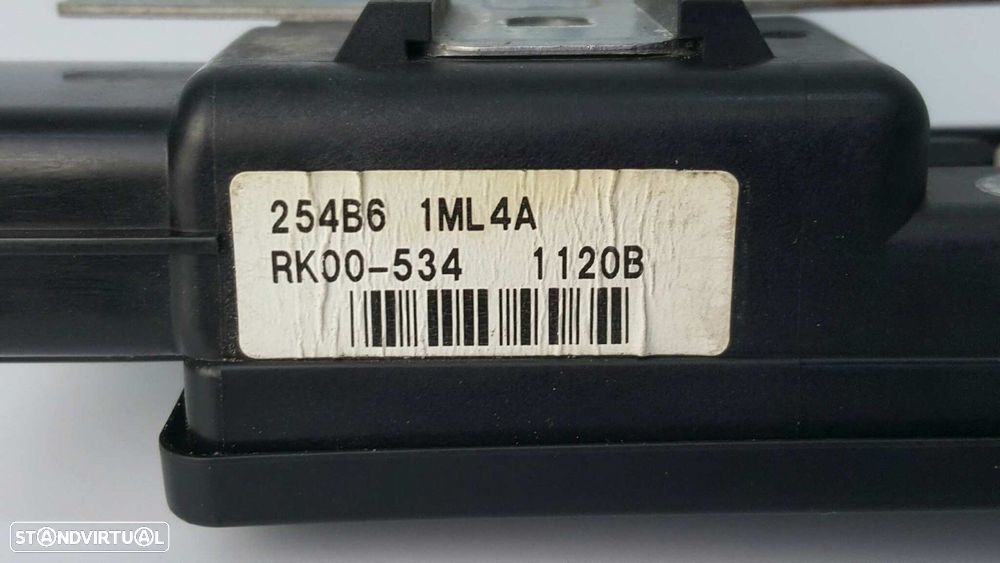 254B6 1ML4A
RK00-534 1120B
STANDVIRTUAL